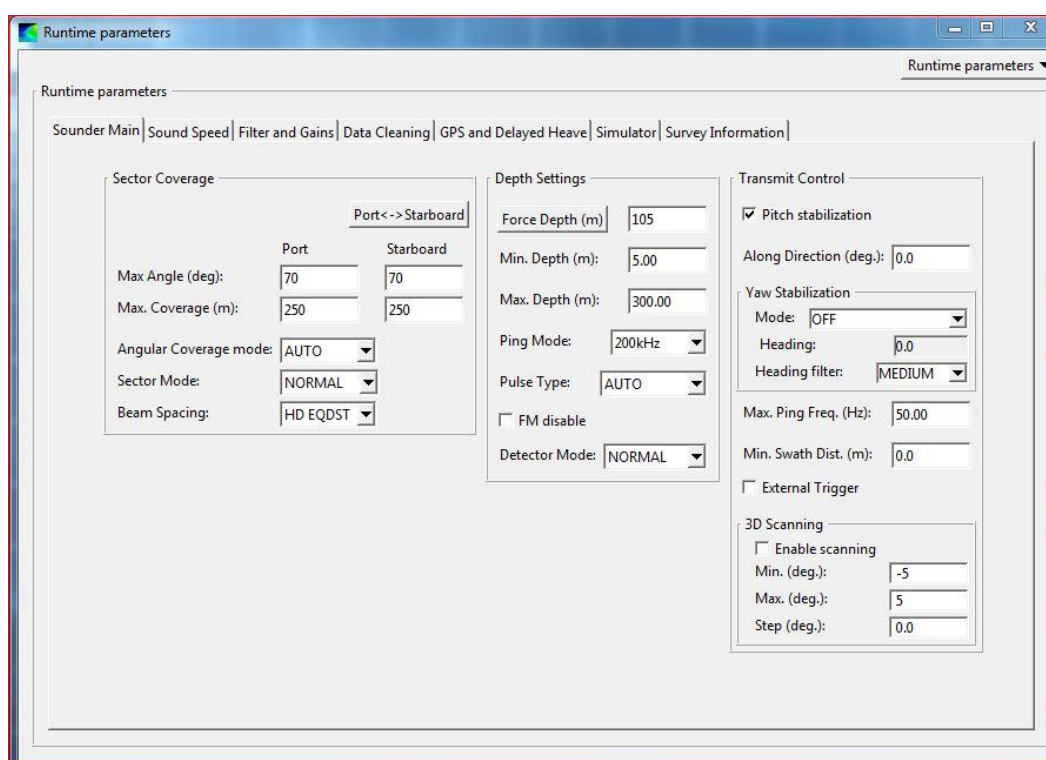 Runtime parameters
Runtime parameters
Runtime parameters
Sounder Main Sound Speed Filter and Gains Data Cleaning GPS and Delayed Heave Simulator Survey Information
Sector Coverage
Port<->Starboard
Port Starboard
Max Angle (deg): 70 70
Max. Coverage (m): 250 250
Angular Coverage mode: AUTO
Sector Mode: NORMAL
Beam Spacing: HD EQDST
Depth Settings
Force Depth (m) 105
Min. Depth (m): 5.00
Max. Depth (m): 300.00
Ping Mode: 200kHz
Pulse Type: AUTO
FM disable
Detector Mode: NORMAL
Transmit Control
Pitch stabilization
Along Direction (deg.): 0.0
Yaw Stabilization
Mode: OFF
Heading: 0.0
Heading filter: MEDIUM
Max. Ping Freq. (Hz): 50.00
Min. Swath Dist. (m): 0.0
External Trigger
3D Scanning
Enable scanning
Min. (deg.): -5
Max. (deg.): 5
Step (deg.): 0.0